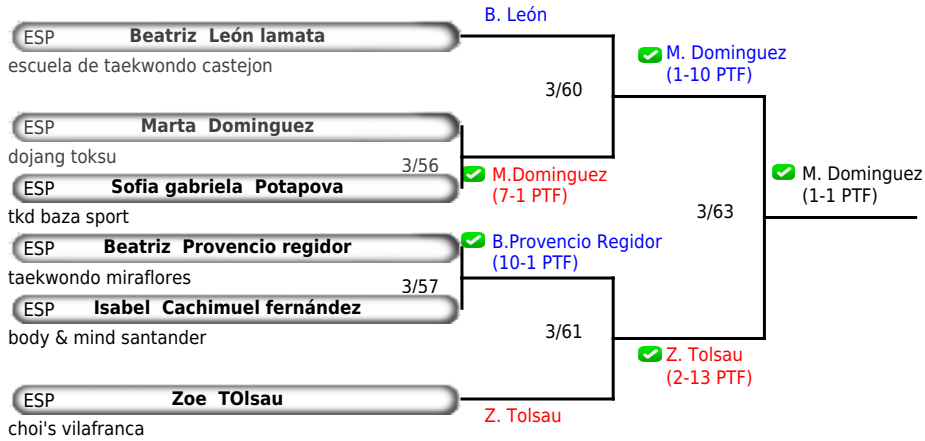 B. León
ESP Beatriz León lamata
escuela de taekwondo castejon
M. Dominguez
(1-10 PTF)
3/60
ESP Marta Dominguez
dojang toksu
3/56
M.Dominguez
(7-1 PTF)
ESP Sofia gabriela Potapova
tkd baza sport
M. Dominguez
(1-1 PTF)
3/63
ESP Beatriz Provencio regidor
taekwondo miraflores
B.Provencio Regidor
(10-1 PTF)
3/57
ESP Isabel Cachimuel fernández
body & mind santander
3/61
Z. Tolsau
(2-13 PTF)
ESP Zoe TOlsau
choi's vilafranca
Z. Tolsau